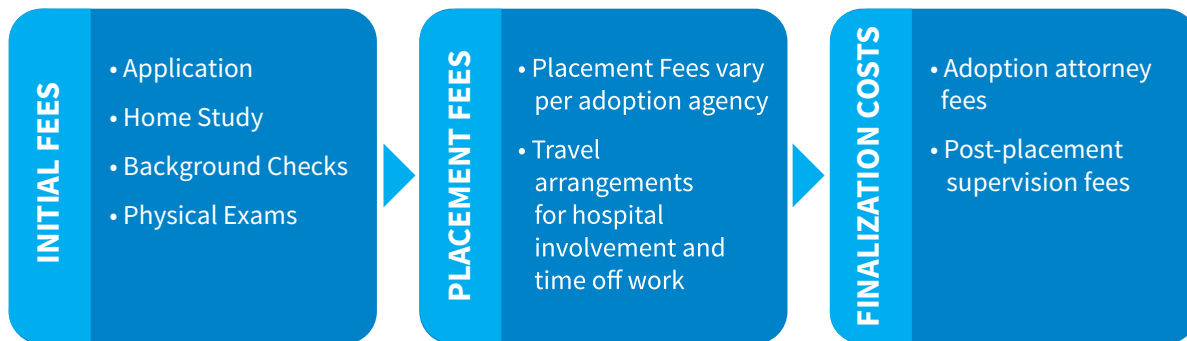 INITIAL FEES
• Application
• Home Study
• Background Checks
• Physical Exams
PLACEMENT FEES
• Placement Fees vary
per adoption agency
• Travel
arrangements
for hospital
involvement and
time off work
FINALIZATION COSTS
• Adoption attorney
fees
• Post-placement
supervision fees